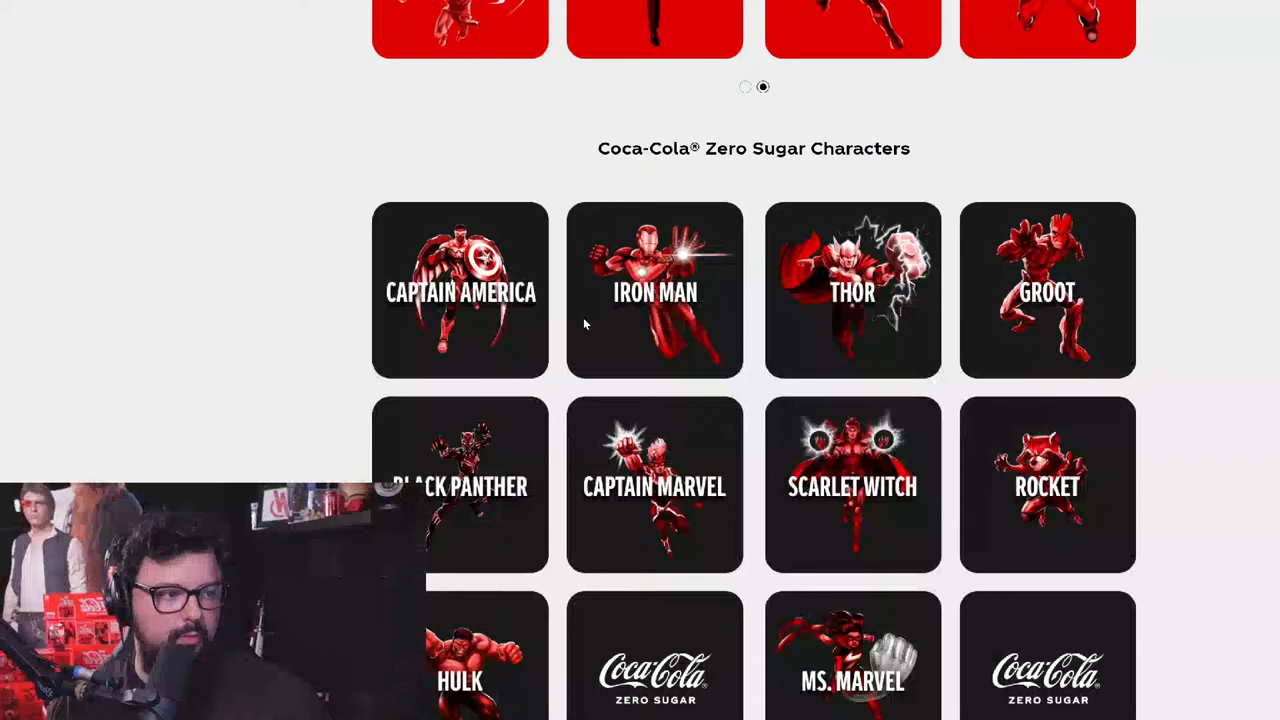 Coca-Cola® Zero Sugar Characters
CAPTAIN AMERICA
IRON MAN
THOR
GROOT
BLACK PANTHER
CAPTAIN MARVEL
SCARLET WITCH
ROCKET
HULK
Coca-Cola®
ZERO SUGAR
MS. MARVEL
Coca-Cola®
ZERO SUGAR